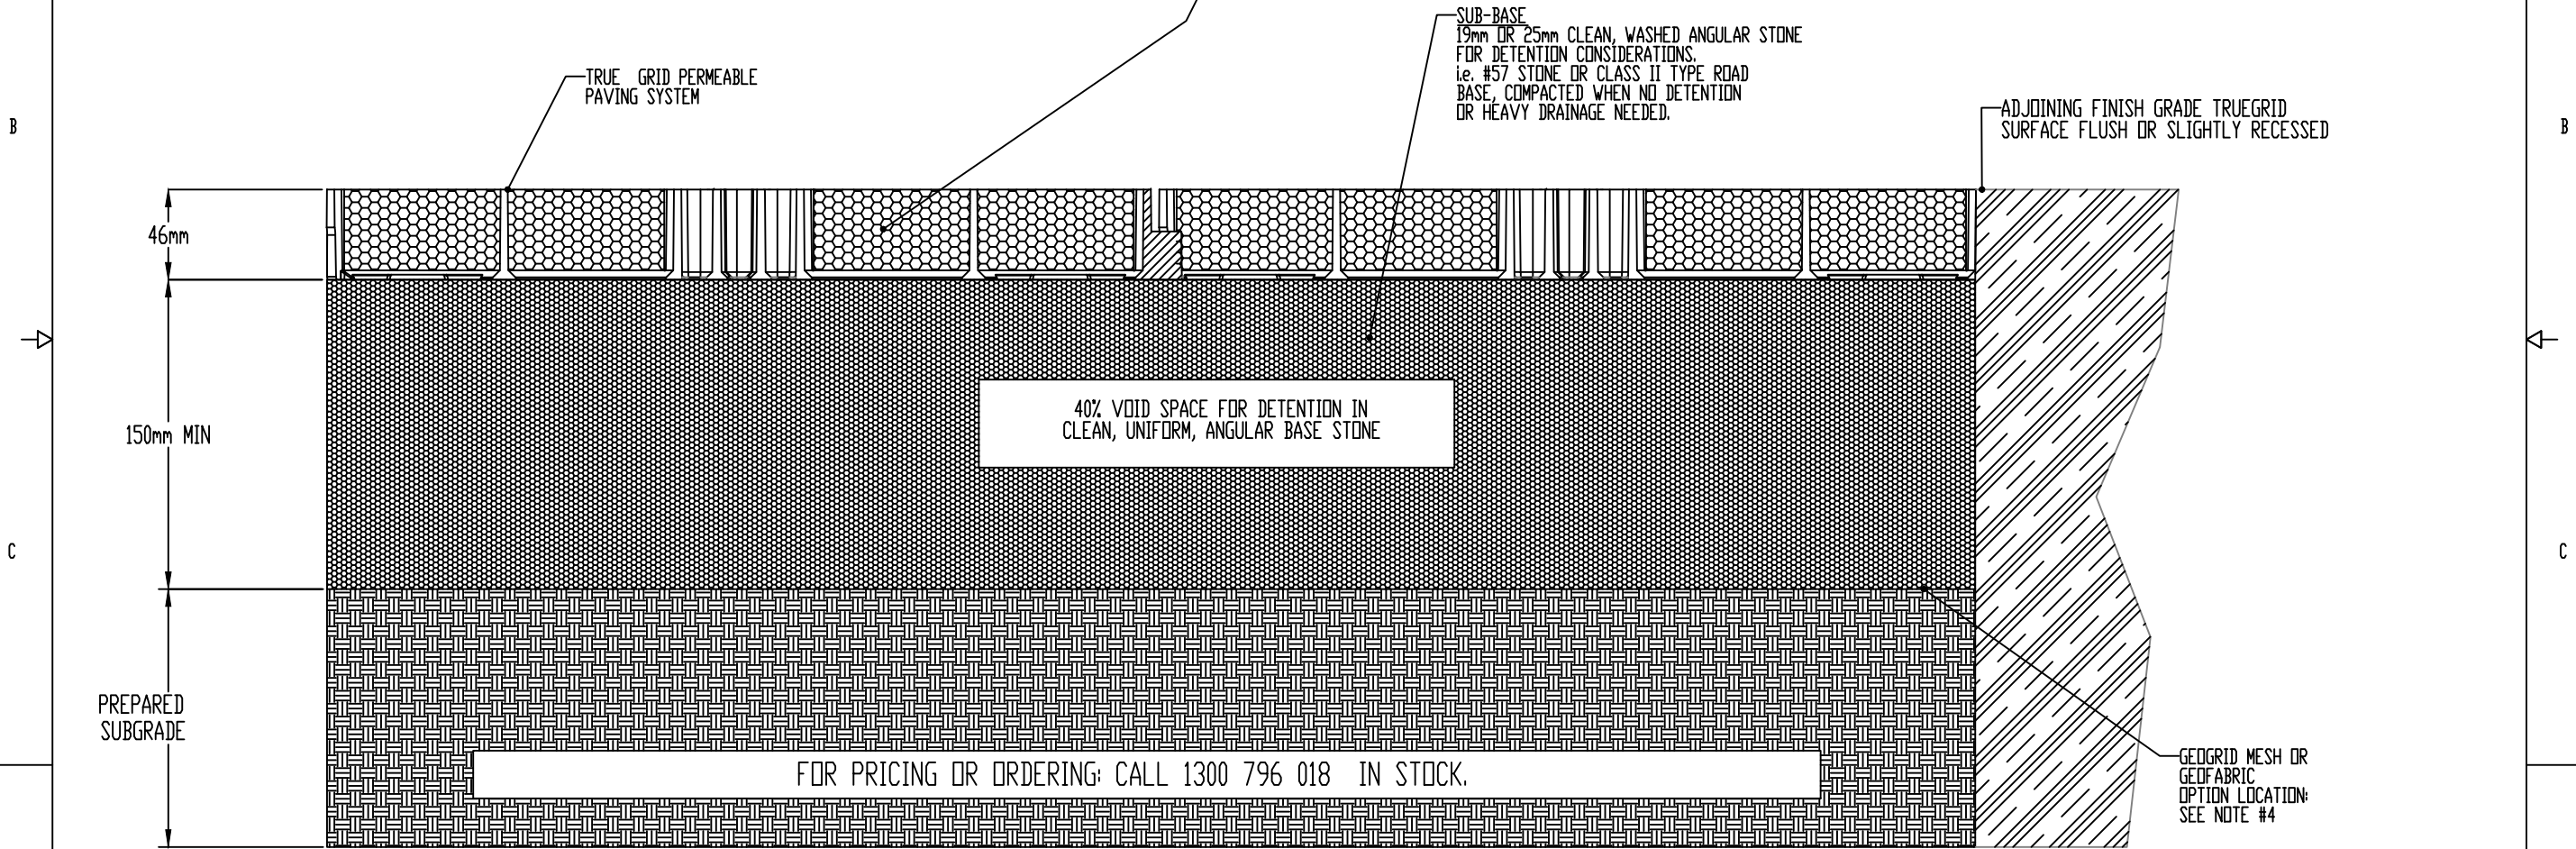 SUB-BASE
19mm OR 25mm CLEAN, WASHED ANGULAR STONE
FOR DETENTION CONSIDERATIONS.
i.e. #57 STONE OR CLASS II TYPE ROAD
BASE, COMPACTED WHEN NO DETENTION
OR HEAVY DRAINAGE NEEDED.
TRUE GRID PERMEABLE
PAVING SYSTEM
ADJOINING FINISH GRADE TRUEGRID
SURFACE FLUSH OR SLIGHTLY RECESSED
B
B
46mm
40% VOID SPACE FOR DETENTION IN
CLEAN, UNIFORM, ANGULAR BASE STONE
150mm MIN
C
C
PREPARED
SUBGRADE
FOR PRICING OR ORDERING: CALL 1300 796 018 IN STOCK.
GEOGRID MESH OR
GEOFABRIC
OPTION LOCATION:
SEE NOTE #4